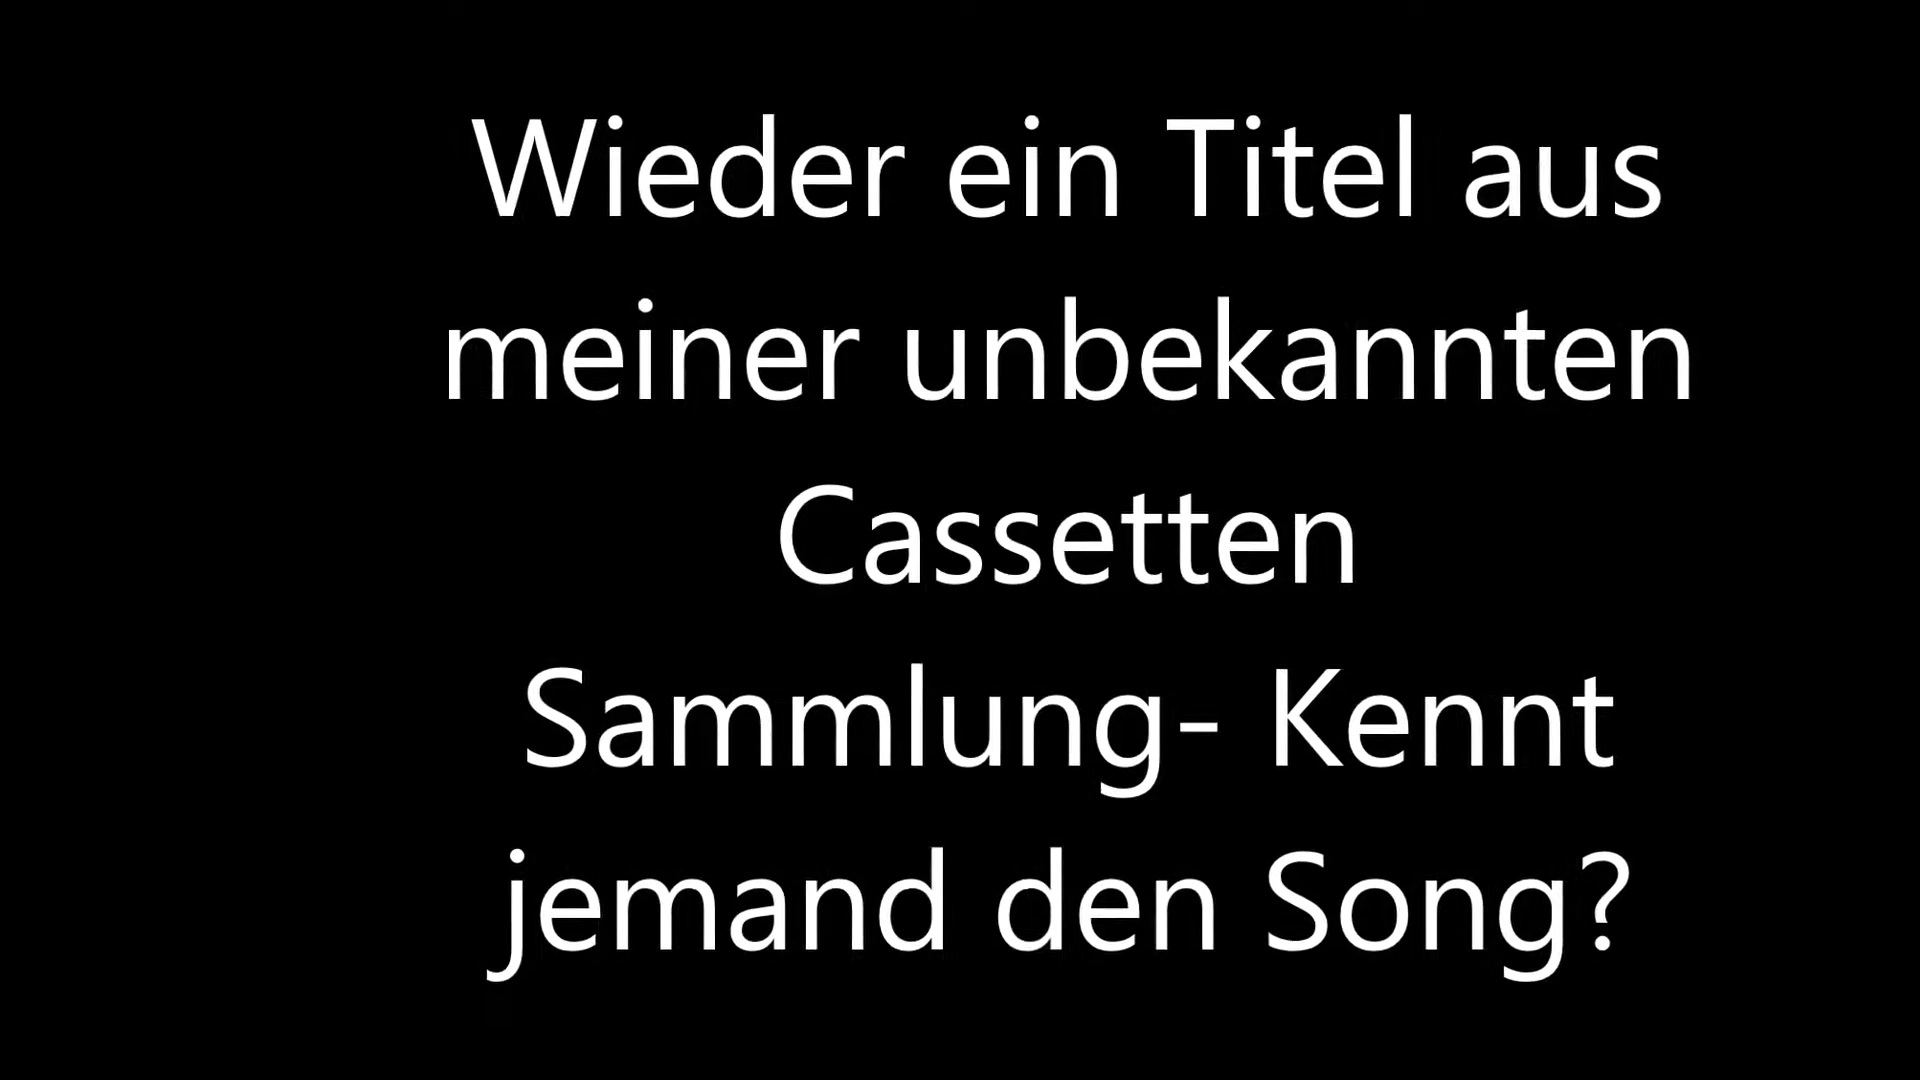 Wieder ein Titel aus
meiner unbekannten
Cassetten
Sammlung- Kennt
jemand den Song?